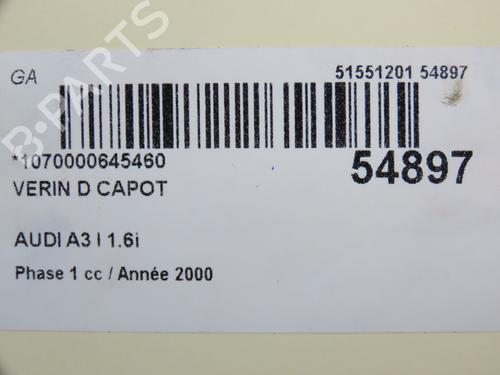 GA
51551201 54897
*1070000645460
54897
VERIN D CAPOT
AUDI A3 I 1.6i
Phase 1 cc / Année 2000
B-PARTS